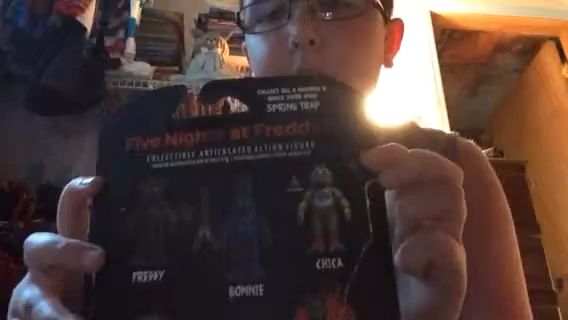 COLLECT ALL 5 FIGURES &
BUILD YOUR OWN
SPRING TRAP
Five Nights at Freddy
COLLECTIBLE ARTICULATED ACTION FIGURE
FREDDY
BONNIE
CHICA